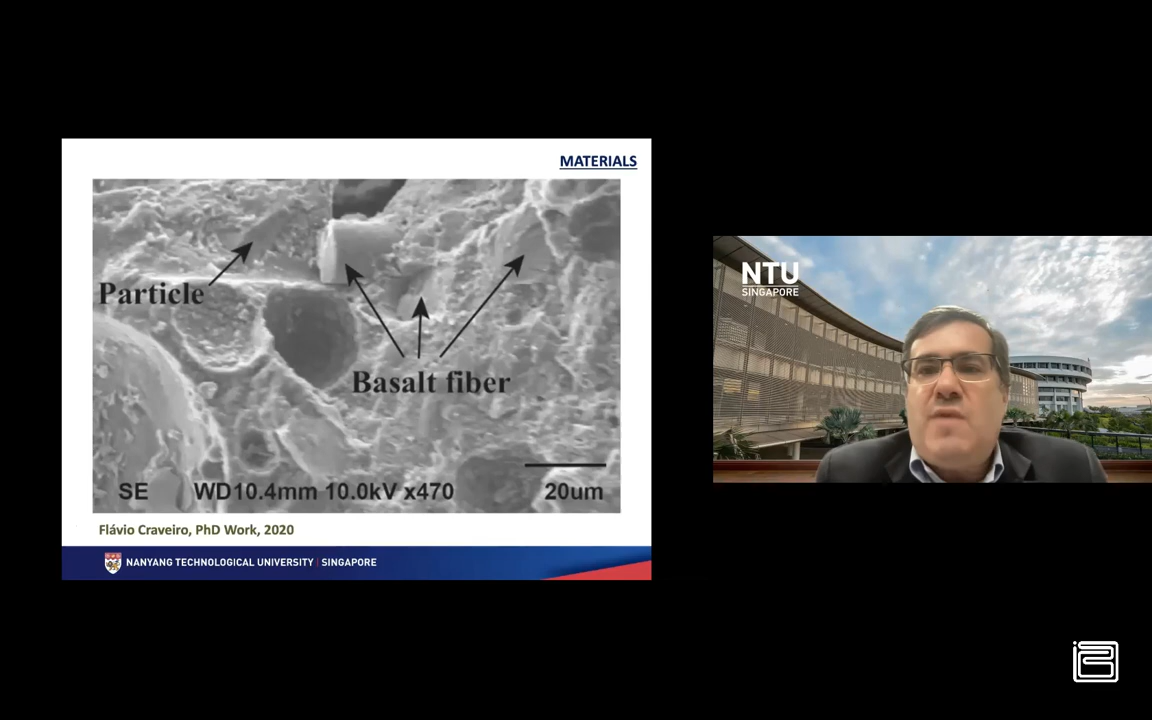 MATERIALS
Particle
Basalt fiber
SE WD10.4mm 10.0kV x470 20um
Flávio Craveiro, PhD Work, 2020
NANYANG TECHNOLOGICAL UNIVERSITY | SINGAPORE
NTU
SINGAPORE